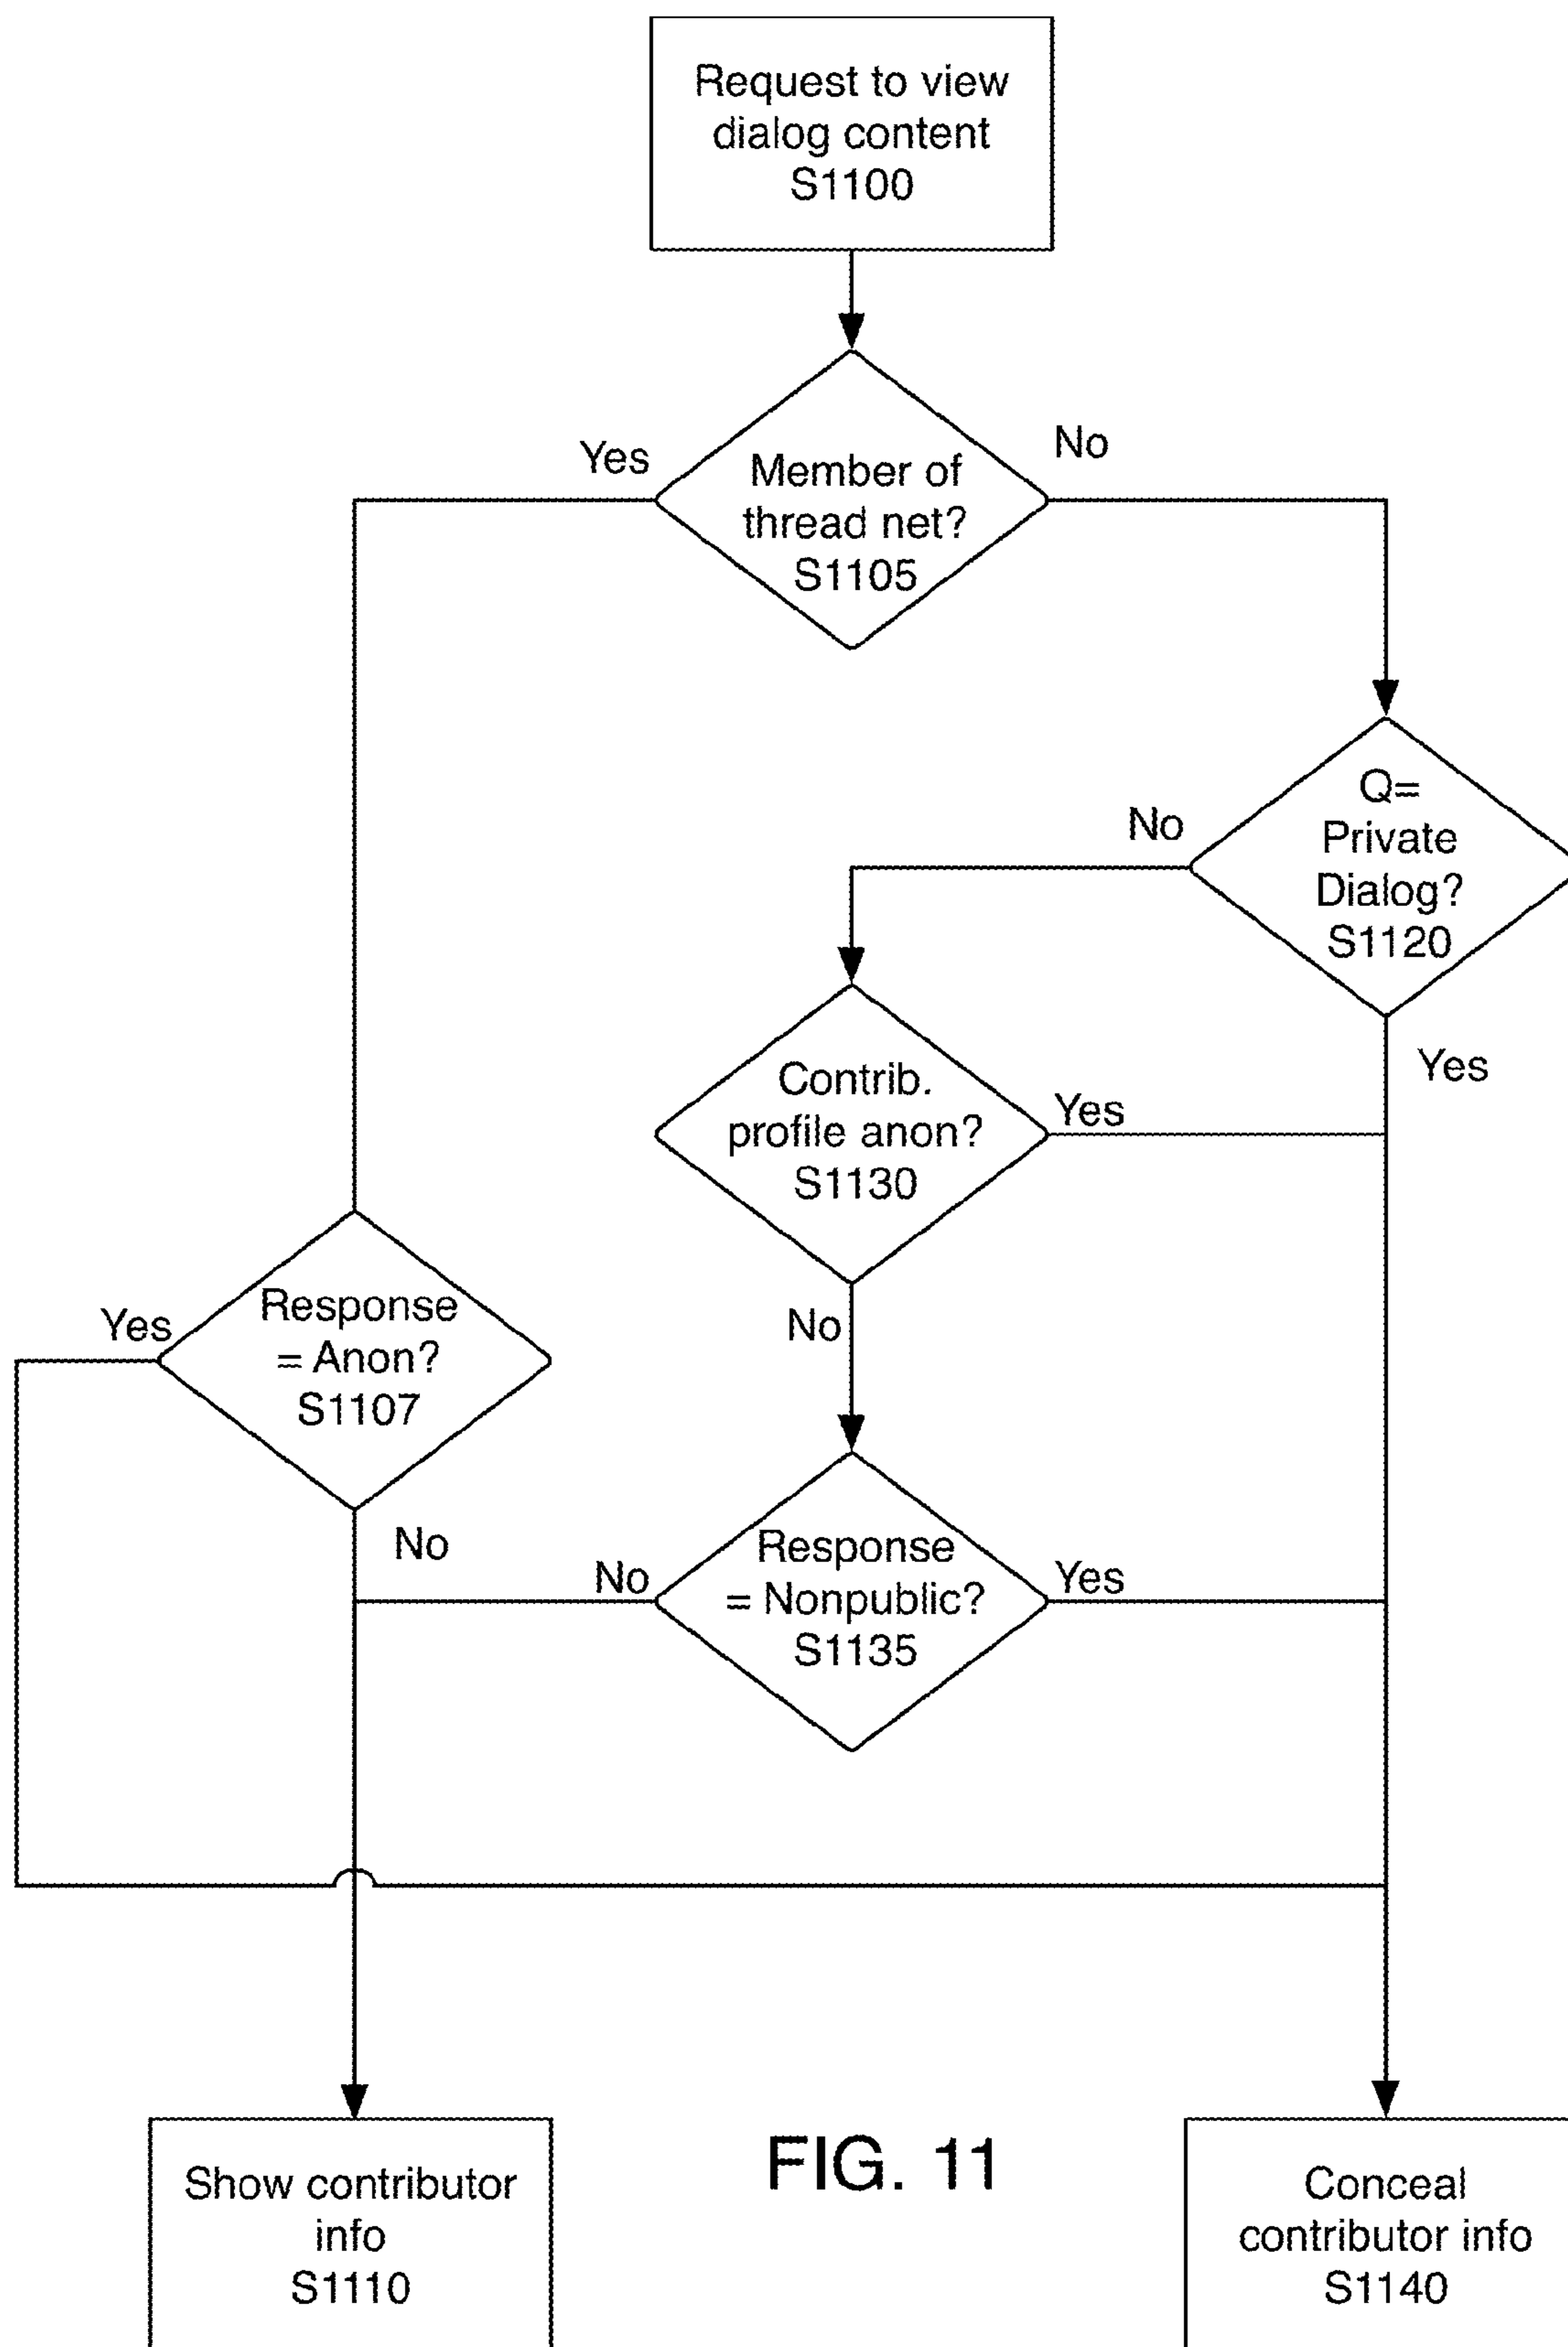 Request to view
dialog content
S1100
Yes
No
Member of
thread net?
S1105
No
Q=
Private
Dialog?
S1120
Yes
Contrib.
profile anon?
S1130
Yes
No
Yes
Response
= Anon?
S1107
No
No
Response
= Nonpublic?
S1135
Yes
Show contributor
info
S1110
FIG. 11
Conceal
contributor info
S1140